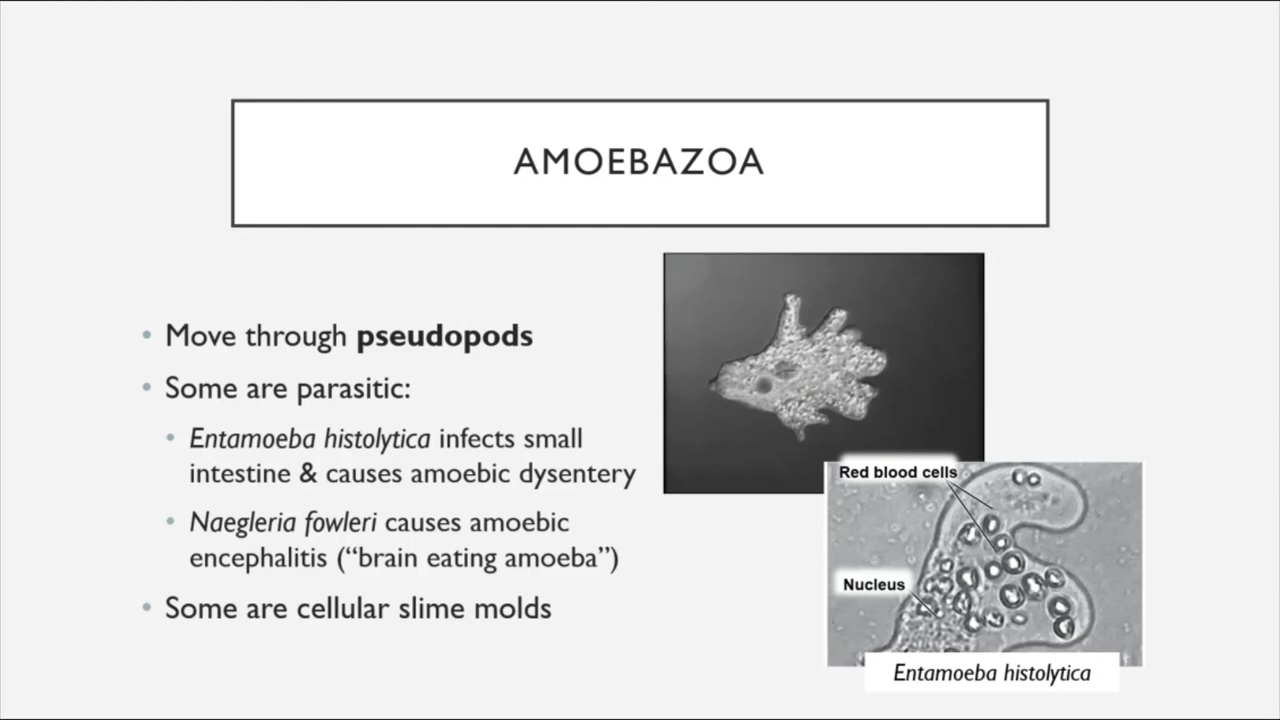 AMOEBAZOA
• Move through pseudopods
• Some are parasitic:
• Entamoeba histolytica infects small
intestine & causes amoebic dysentery
• Naegleria fowleri causes amoebic
encephalitis (“brain eating amoeba”)
• Some are cellular slime molds
Red blood cells
Nucleus
Entamoeba histolytica